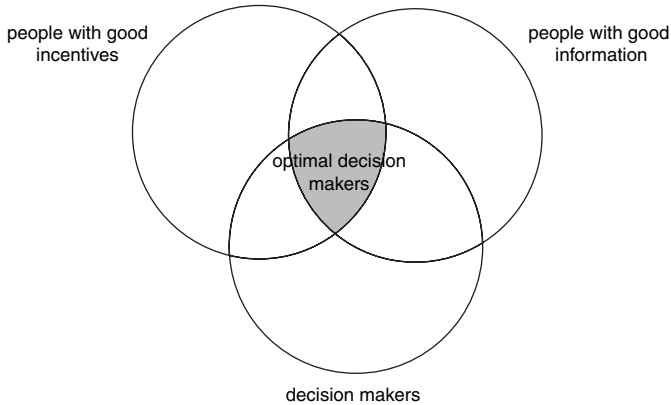 people with good
incentives
people with good
information
optimal decision
makers
decision makers